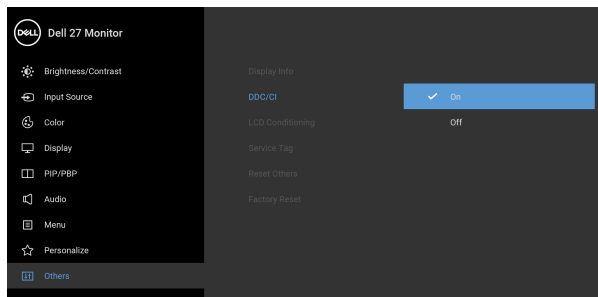 DELL Dell 27 Monitor
Brightness/Contrast
Display Info
Input Source
DDC/CI
On
Color
LCD Conditioning
Off
Display
Service Tag
PIP/PBP
Reset Others
Audio
Factory Reset
Menu
Personalize
Others